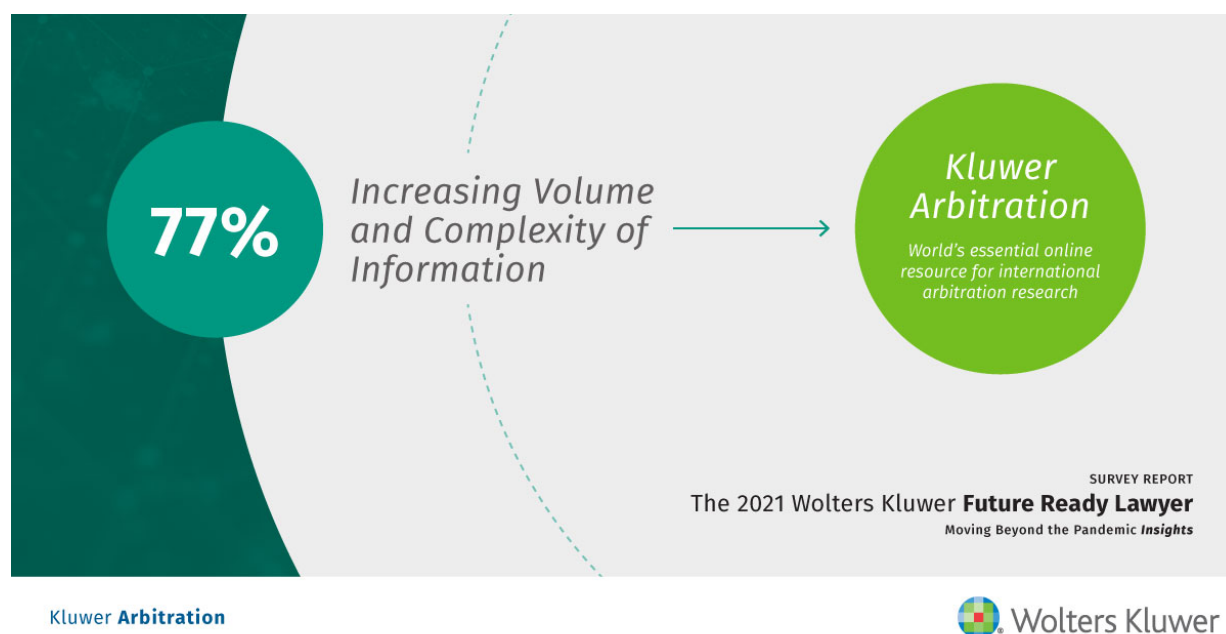 77%
Increasing Volume
and Complexity of
Information
Kluwer
Arbitration
World's essential online
resource for international
arbitration research
SURVEY REPORT
The 2021 Wolters Kluwer Future Ready Lawyer
Moving Beyond the Pandemic Insights
Kluwer Arbitration
Wolters Kluwer